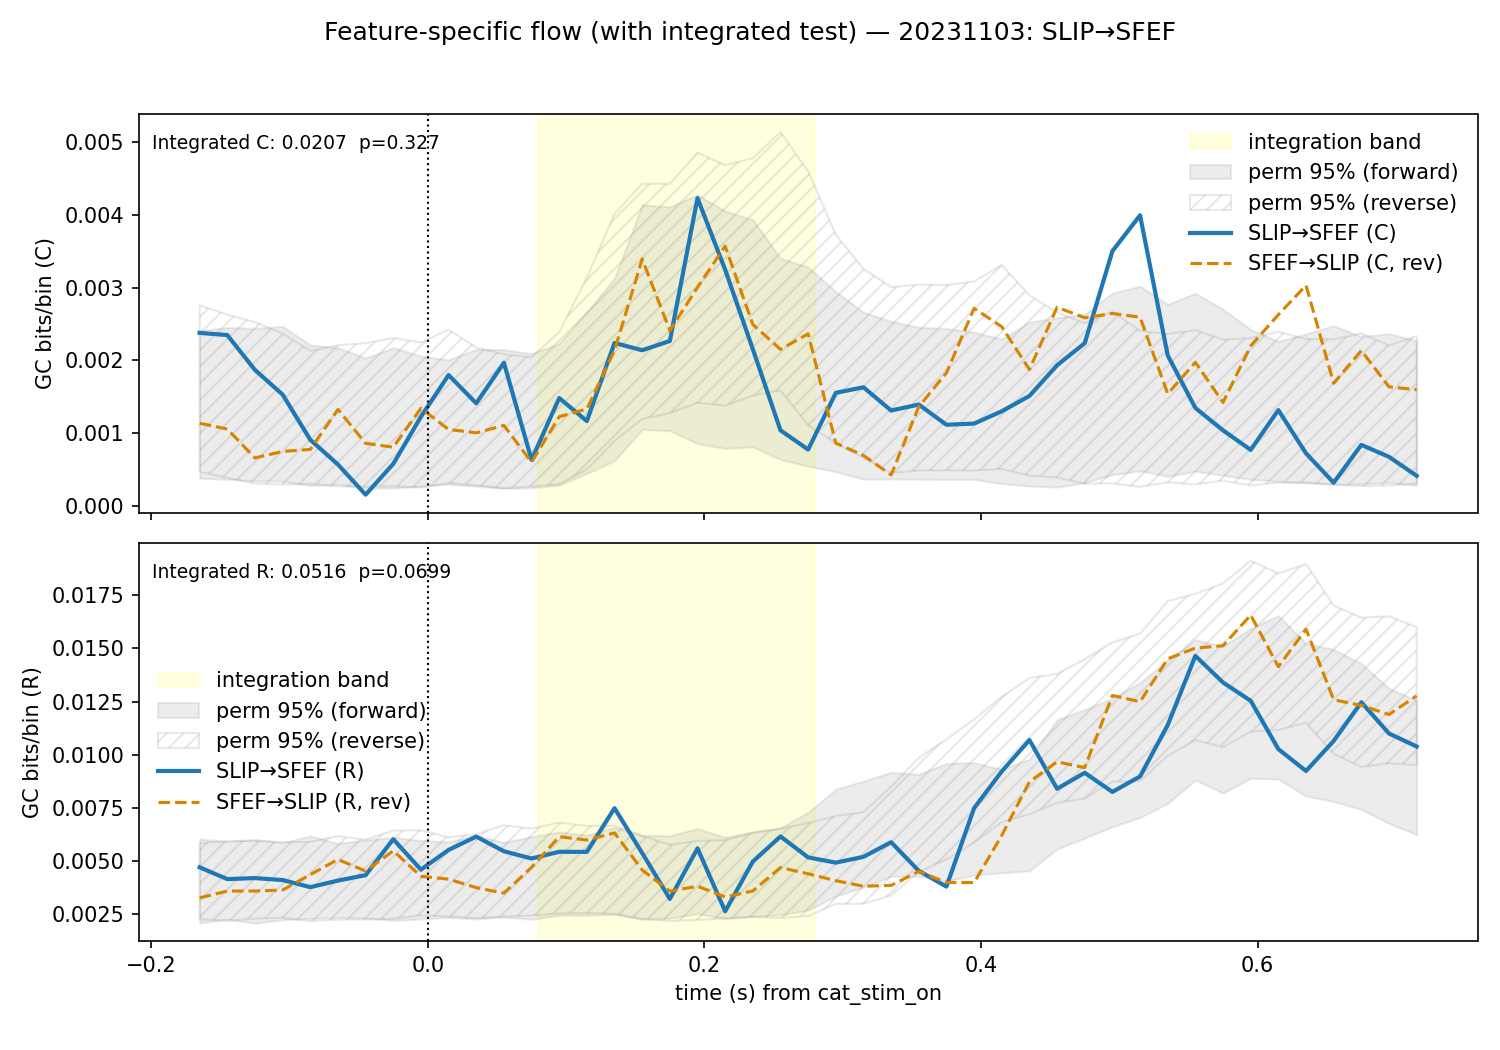 Feature-specific flow (with integrated test) — 20231103: SLIP→SFEF
Integrated C: 0.0207  p=0.327
integration band
perm 95% (forward)
perm 95% (reverse)
SLIP→SFEF (C)
SFEF→SLIP (C, rev)
GC bits/bin (C)
0.005
0.004
0.003
0.002
0.001
0.000
Integrated R: 0.0516  p=0.0699
integration band
perm 95% (forward)
perm 95% (reverse)
SLIP→SFEF (R)
SFEF→SLIP (R, rev)
GC bits/bin (R)
0.0175
0.0150
0.0125
0.0100
0.0075
0.0050
0.0025
−0.2 0.0 0.2 0.4 0.6
time (s) from cat_stim_on